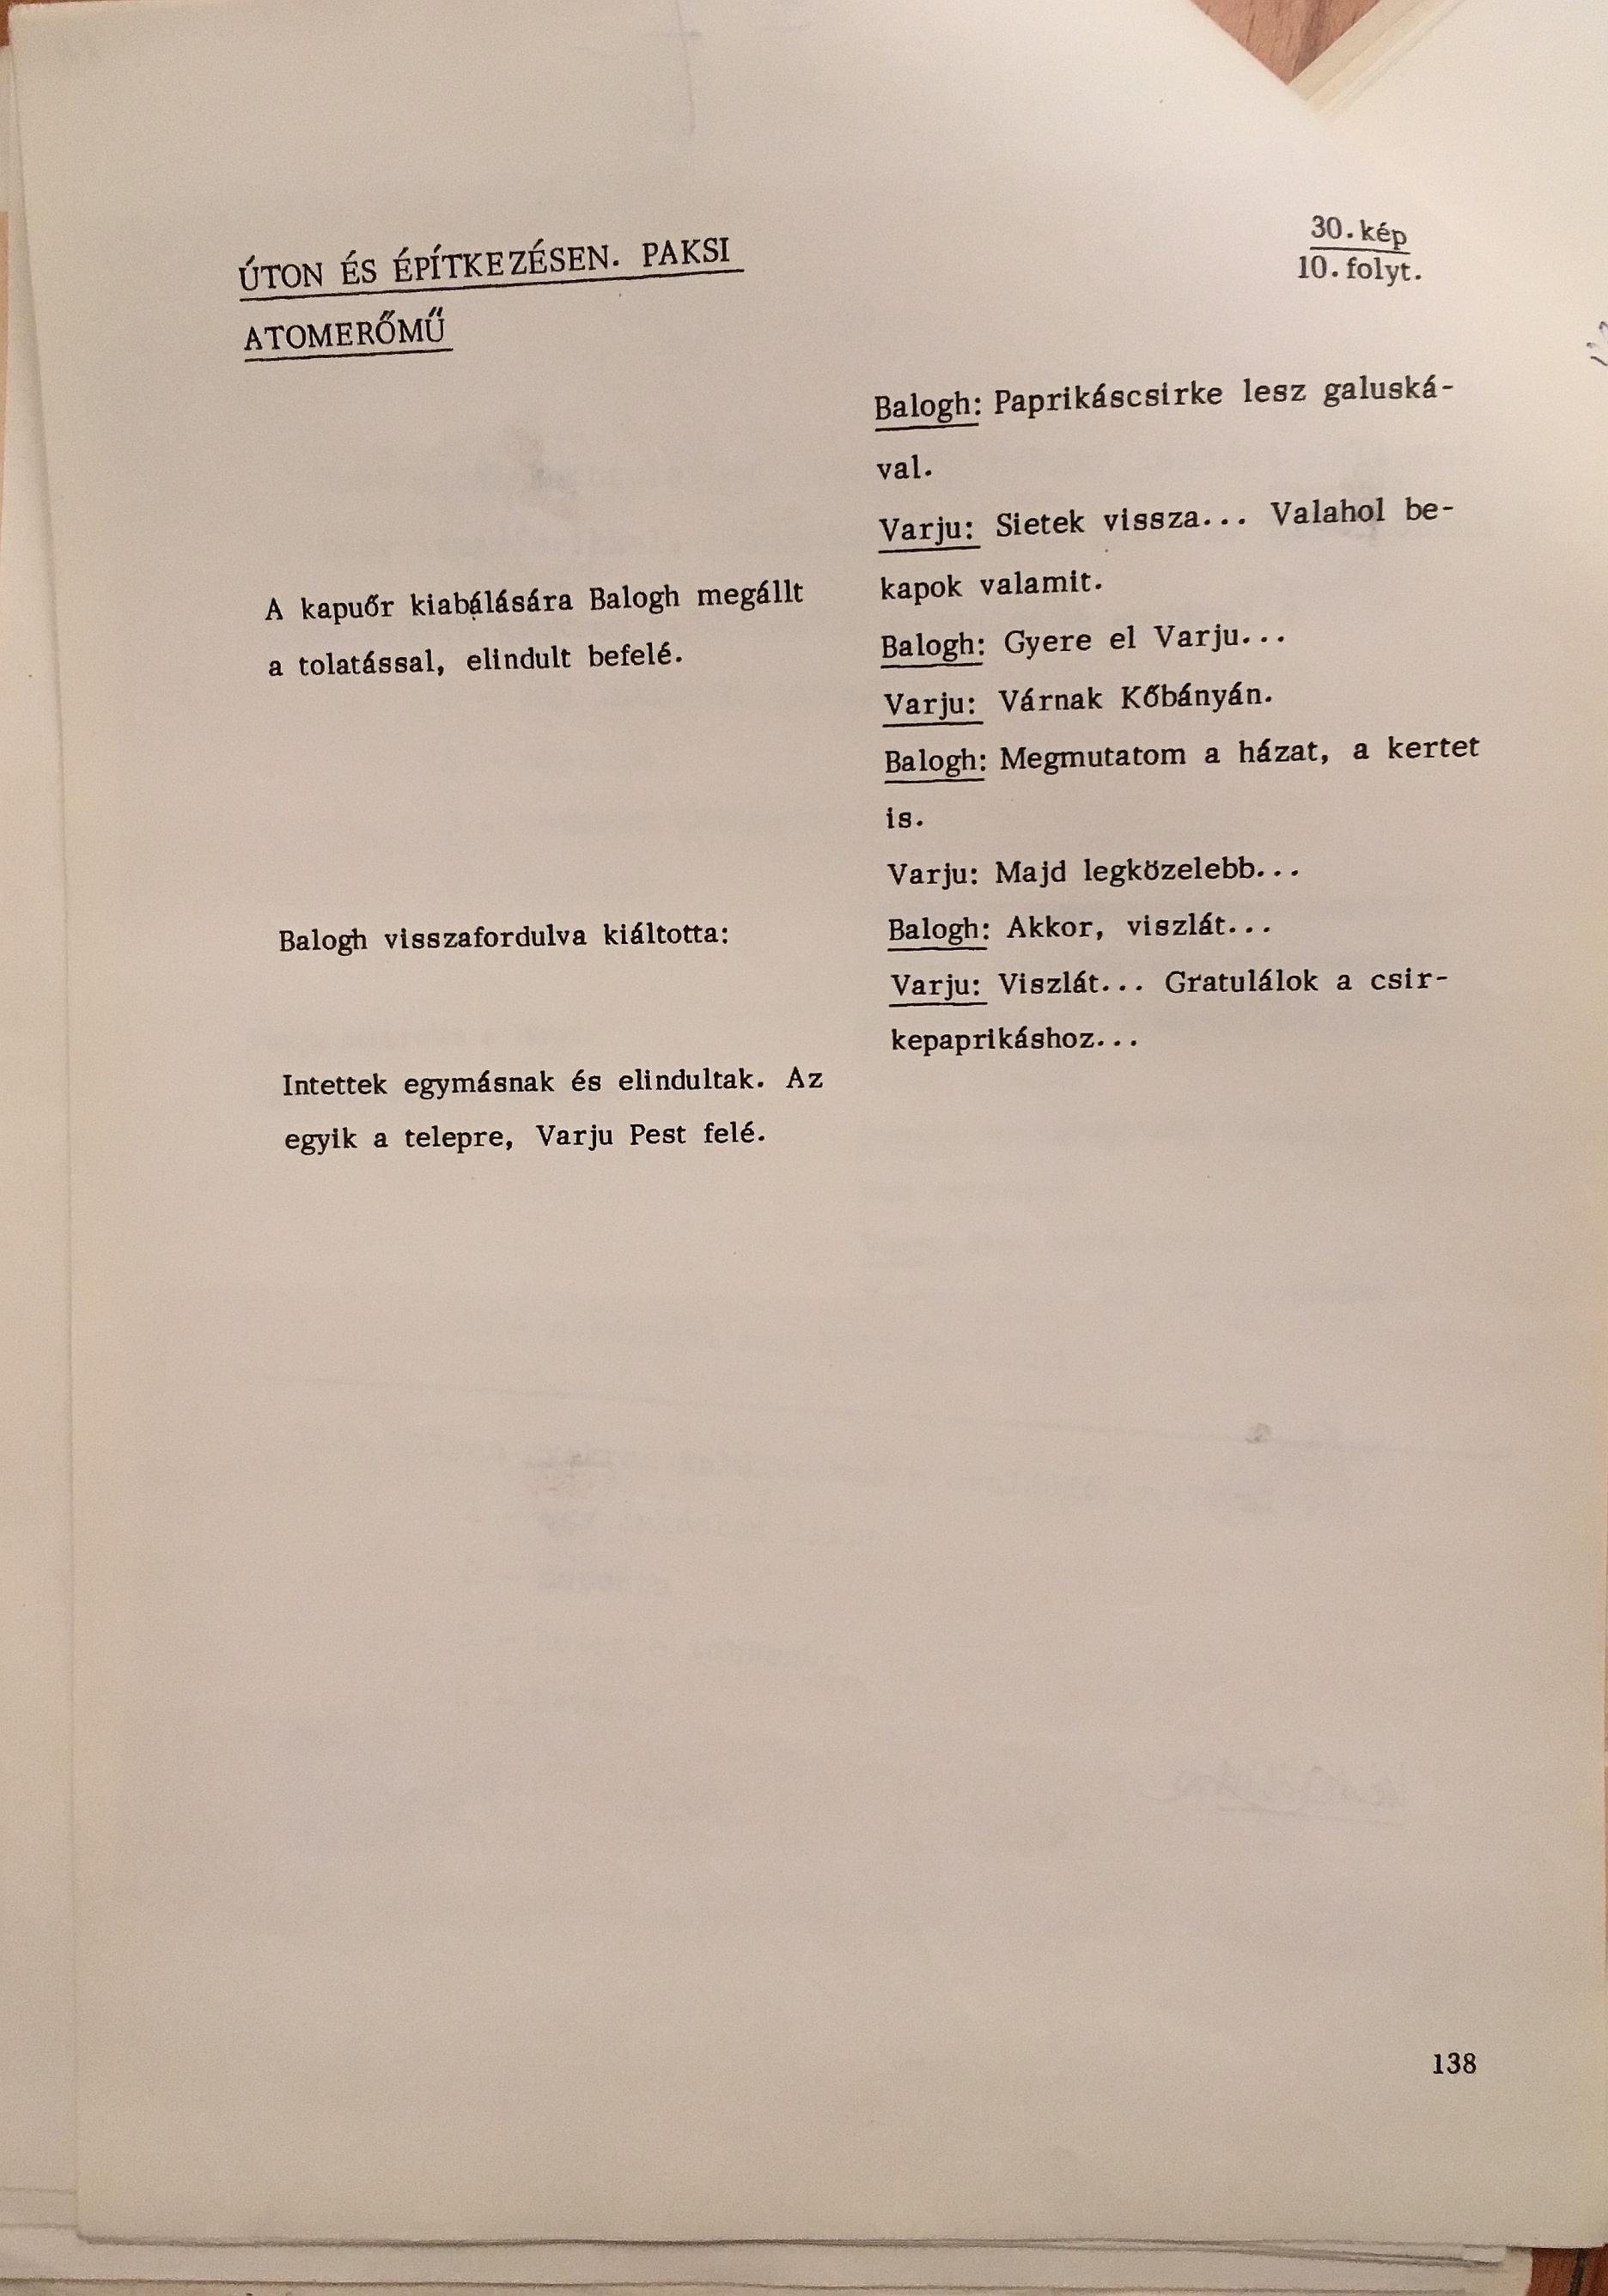 ÚTON ÉS ÉPÍTKEZÉSEN. PAKSI
ATOMERŐMŰ
30. kép
10. folyt.
Balogh: Paprikáscsirke lesz galuská-
val.
Varju: Sietek vissza... Valahol be-
kapok valamit.
A kapuőr kiabálására Balogh megállt
a tolatással, elindult befelé.
Balogh: Gyere el Varju...
Varju: Várnak Kőbányán.
Balogh: Megmutatom a házat, a kertet
is.
Varju: Majd legközelebb...
Balogh visszafordulva kiáltotta:
Balogh: Akkor, viszlát...
Varju: Viszlát... Gratulálok a csir-
kepaprikáshoz...
Intettek egymásnak és elindultak. Az
egyik a telepre, Varju Pest felé.
138